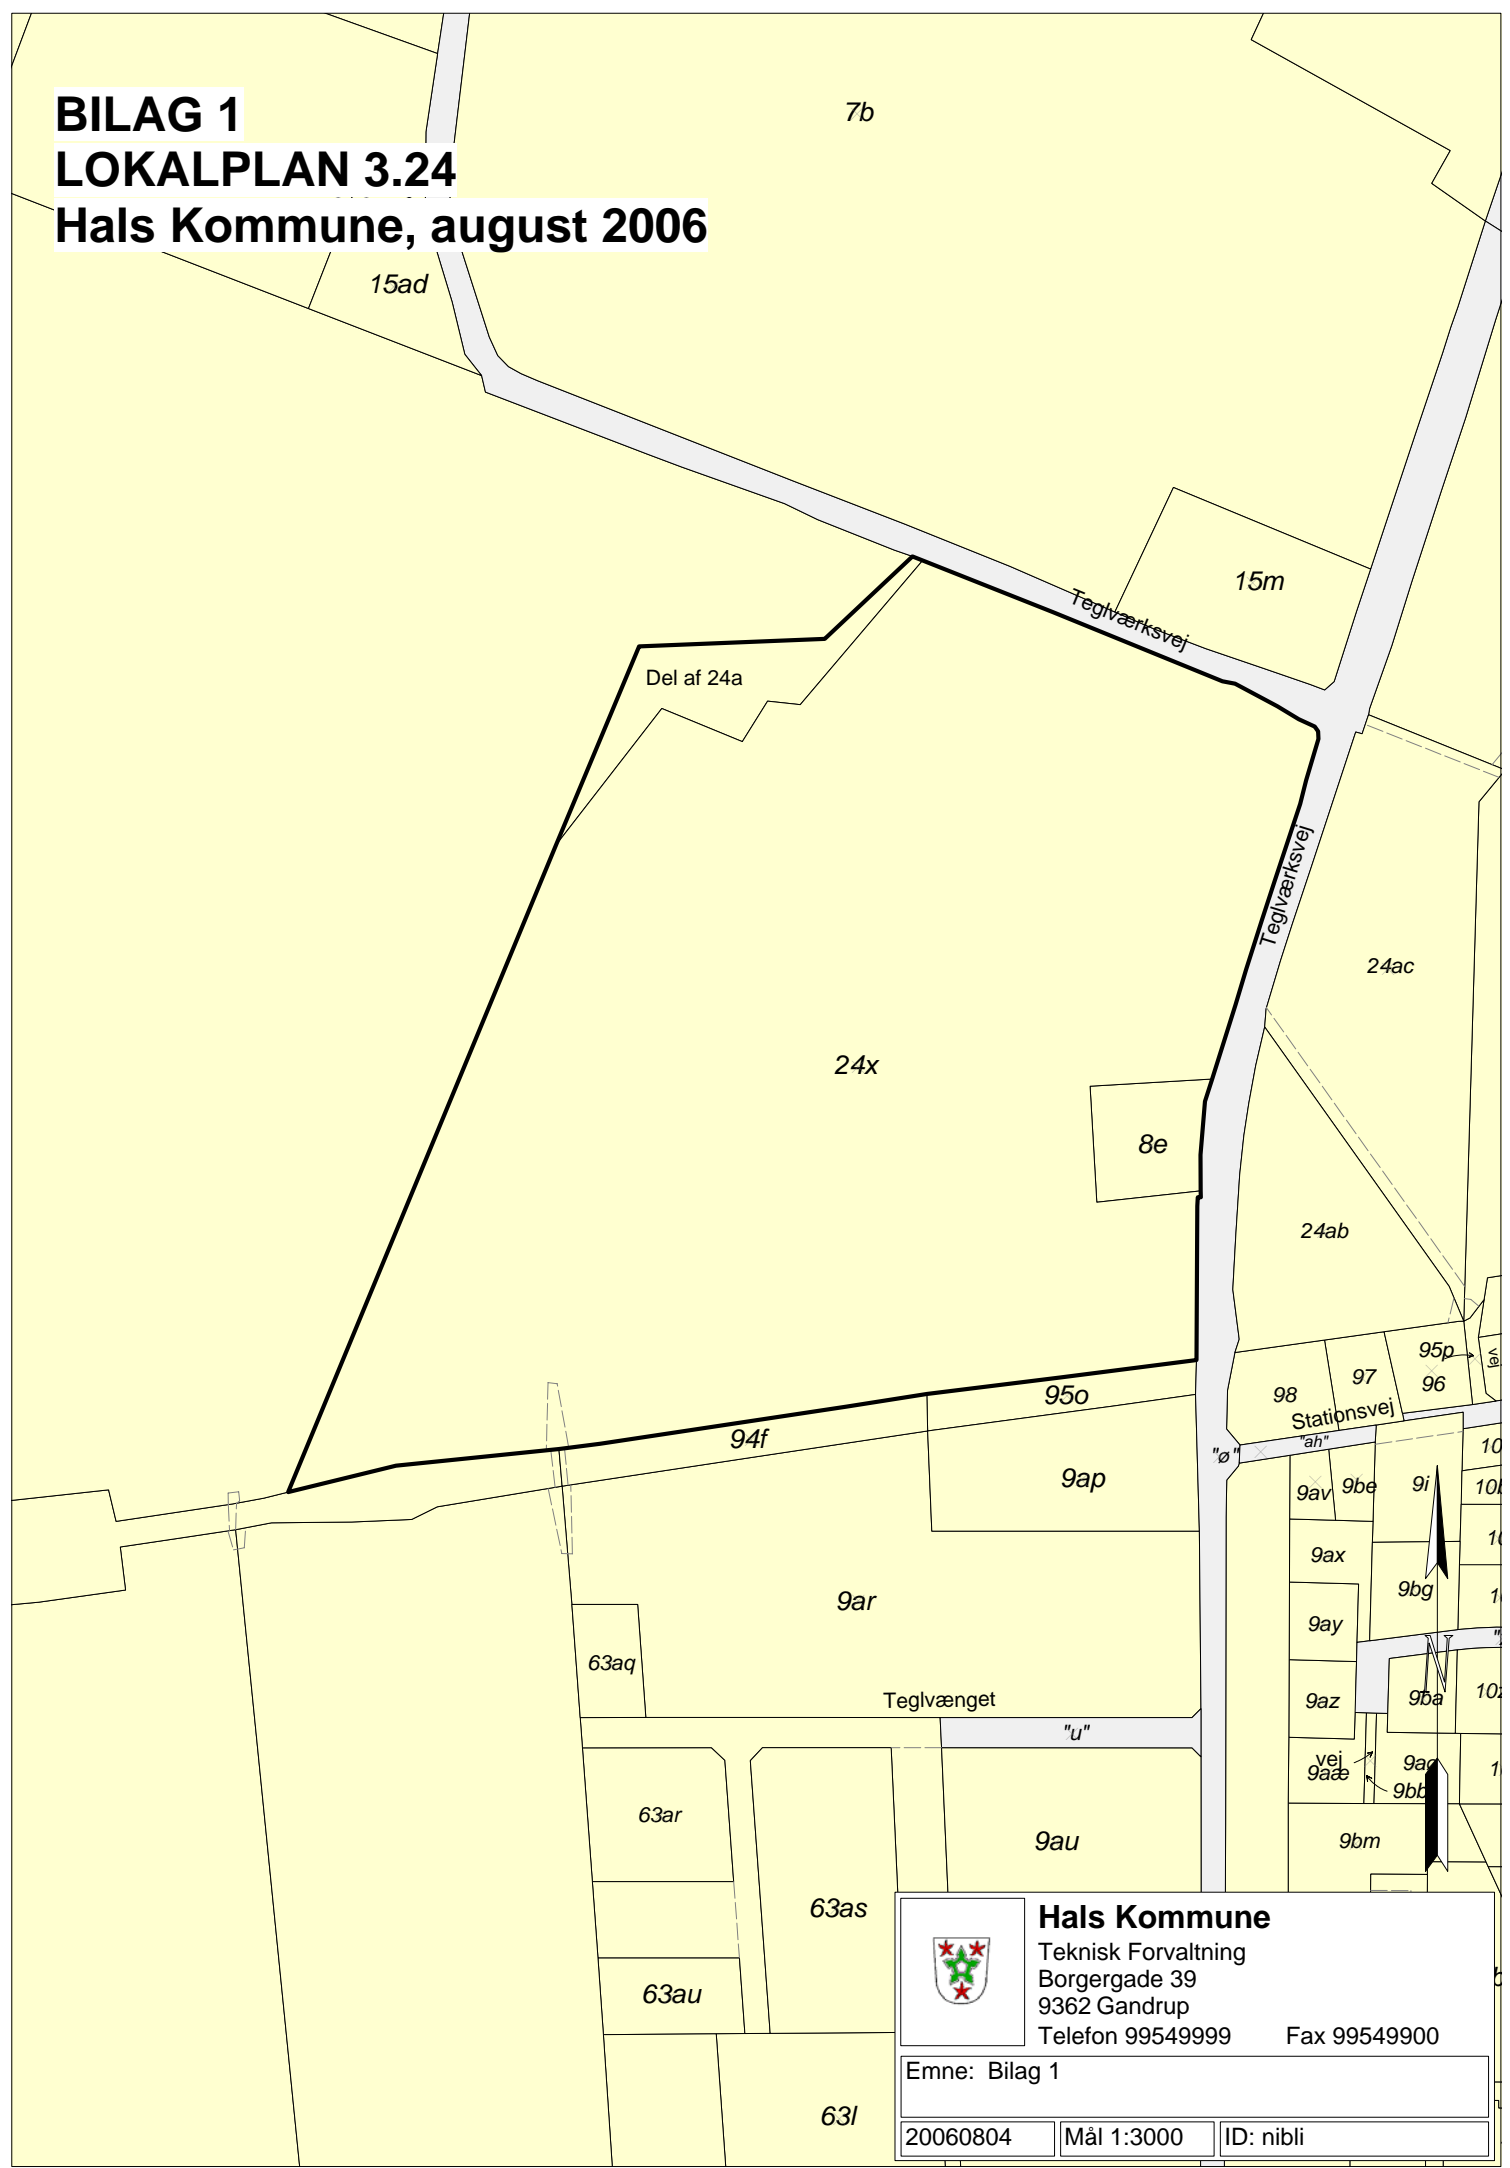 BILAG 1
LOKALPLAN 3.24
Hals Kommune, august 2006
7b
15ad
15m
Teglværksvej
Del af 24a
Teglværksvej
24ac
24x
8e
24ab
95p
vej
97
96
98
95o
Stationsvej
94f
"ø"
"ah"
10
9ap
9av
9be
9i
9ax
9bg
9ar
9ay
63aq
N
Teglvænget
9az
9ba
"u"
vej
9aæ
9bb
63ar
9au
9bm
63as
63au
63l
Hals Kommune
Teknisk Forvaltning
Borgergade 39
9362 Gandrup
Telefon 99549999 Fax 99549900
Emne: Bilag 1
20060804 Mål 1:3000 ID: nibli